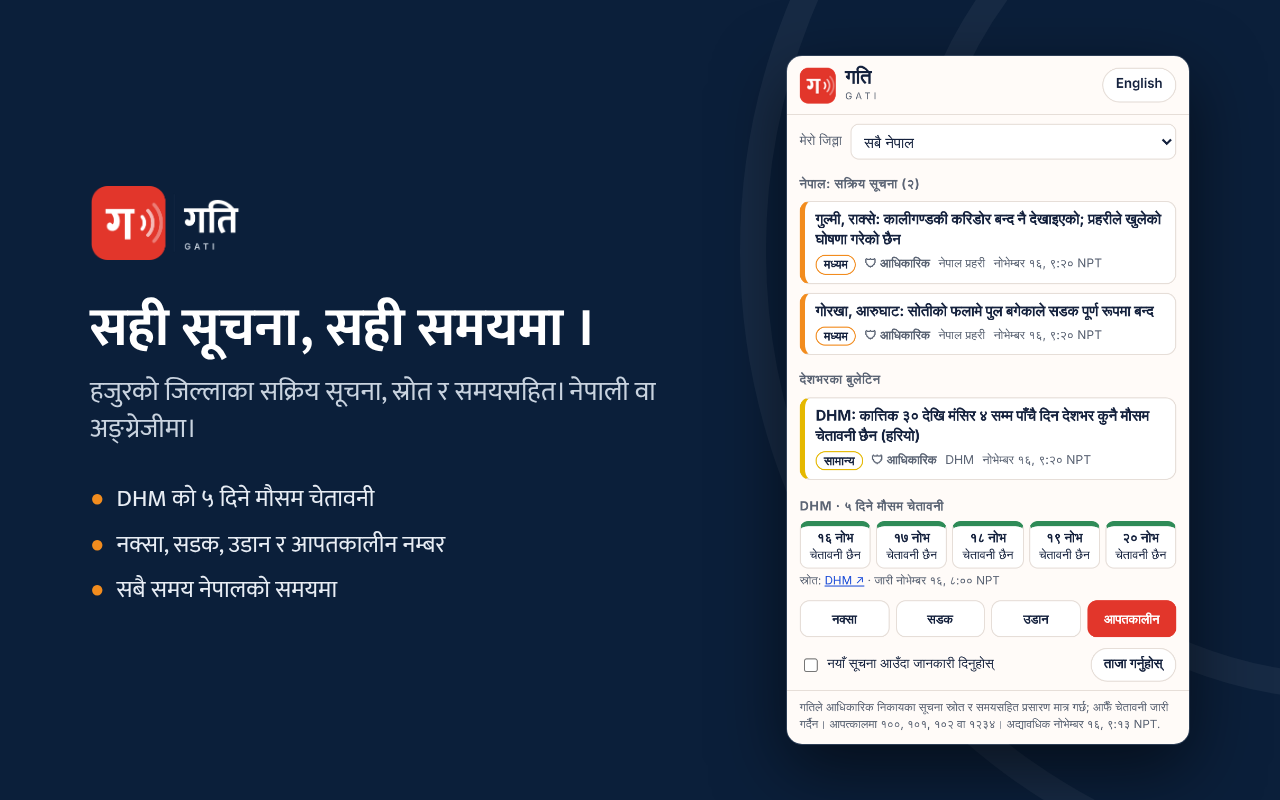 ग
गति
GATI
सही सूचना, सही समयमा ।
हजुरको जिल्लाका सक्रिय सूचना, स्रोत र समयसहित। नेपाली वा
अङ्ग्रेजीमा।
DHM को ५ दिने मौसम चेतावनी
नक्सा, सडक, उडान र आपतकालीन नम्बर
सबै समय नेपालको समयमा
ग
गति
GATI
English
मेरो जिल्ला
सबै नेपाल
नेपाल: सक्रिय सूचना (२)
गुल्मी, राक्से: कालीगण्डकी करिडोर बन्द नै देखाइएको; प्रहरीले खुलेको
घोषणा गरेको छैन
मध्यम आधिकारिक नेपाल प्रहरी नोभेम्बर १६, ९:२० NPT
गोरखा, आरुघाट: सोतीको फलामे पुल बगेकाले सडक पूर्ण रूपमा बन्द
मध्यम आधिकारिक नेपाल प्रहरी नोभेम्बर १६, ९:२० NPT
देशभरका बुलेटिन
DHM: कात्तिक ३० देखि मंसिर ४ सम्म पाँचै दिन देशभर कुनै मौसम
चेतावनी छैन (हरियो)
सामान्य आधिकारिक DHM नोभेम्बर १६, ९:२० NPT
DHM · ५ दिने मौसम चेतावनी
१६ नोभ १७ नोभ १८ नोभ १९ नोभ २० नोभ
चेतावनी छैन चेतावनी छैन चेतावनी छैन चेतावनी छैन चेतावनी छैन
स्रोत: DHM ↗ · जारी नोभेम्बर १६, ८:०० NPT
नक्सा सडक उडान आपतकालीन
नयाँ सूचना आउँदा जानकारी दिनुहोस् ताजा गर्नुहोस्
गतिले आधिकारिक निकायका सूचना स्रोत र समयसहित प्रसारण मात्र गर्छ; आफैँ चेतावनी जारी
गर्दैन। आपत्कालमा १००, १०१, १०२ वा १२३४। अद्यावधिक नोभेम्बर १६, ९:१३ NPT.